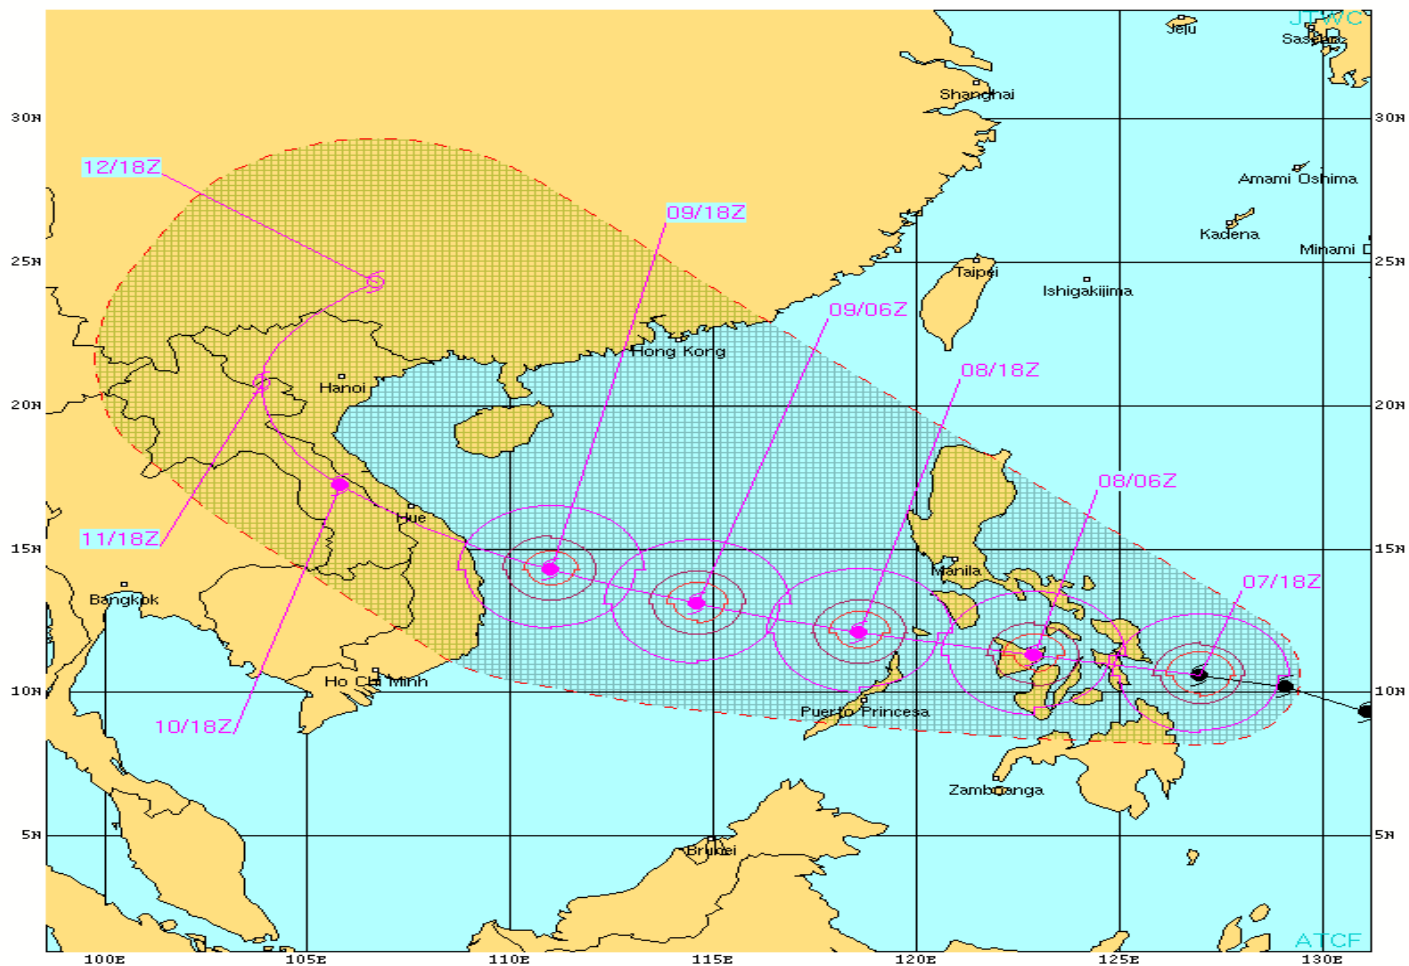 JTWC
Jeju
Sasebo
Shanghai
30N
30N
12/18Z
Amami Oshima
09/18Z
Kadena
Minami D
25N
25N
Taipei
Ishigakijima
09/06Z
Hong Kong
08/18Z
Hanoi
20N
20N
08/06Z
Hue
11/18Z
15N
15N
Manila
07/18Z
Bangkok
Ho Chi Minh
10N
10N
Puerto Princesa
10/18Z
Zamboanga
5N
5N
Brunei
ATCF
100E
105E
110E
115E
120E
125E
130E